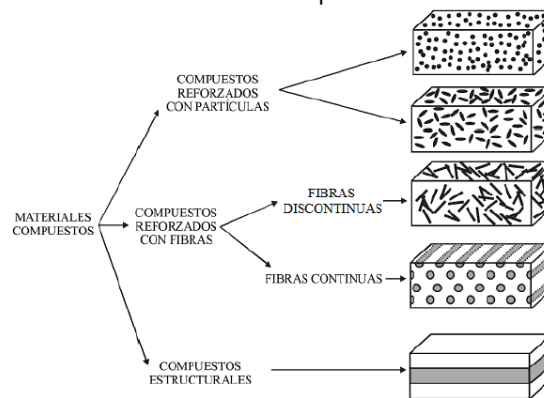 COMPUESTOS
REFORZADOS
CON PARTÍCULAS
MATERIALES
COMPUESTOS
COMPUESTOS
REFORZADOS
CON FIBRAS
FIBRAS
DISCONTINUAS
FIBRAS CONTINUAS
COMPUESTOS
ESTRUCTURALES